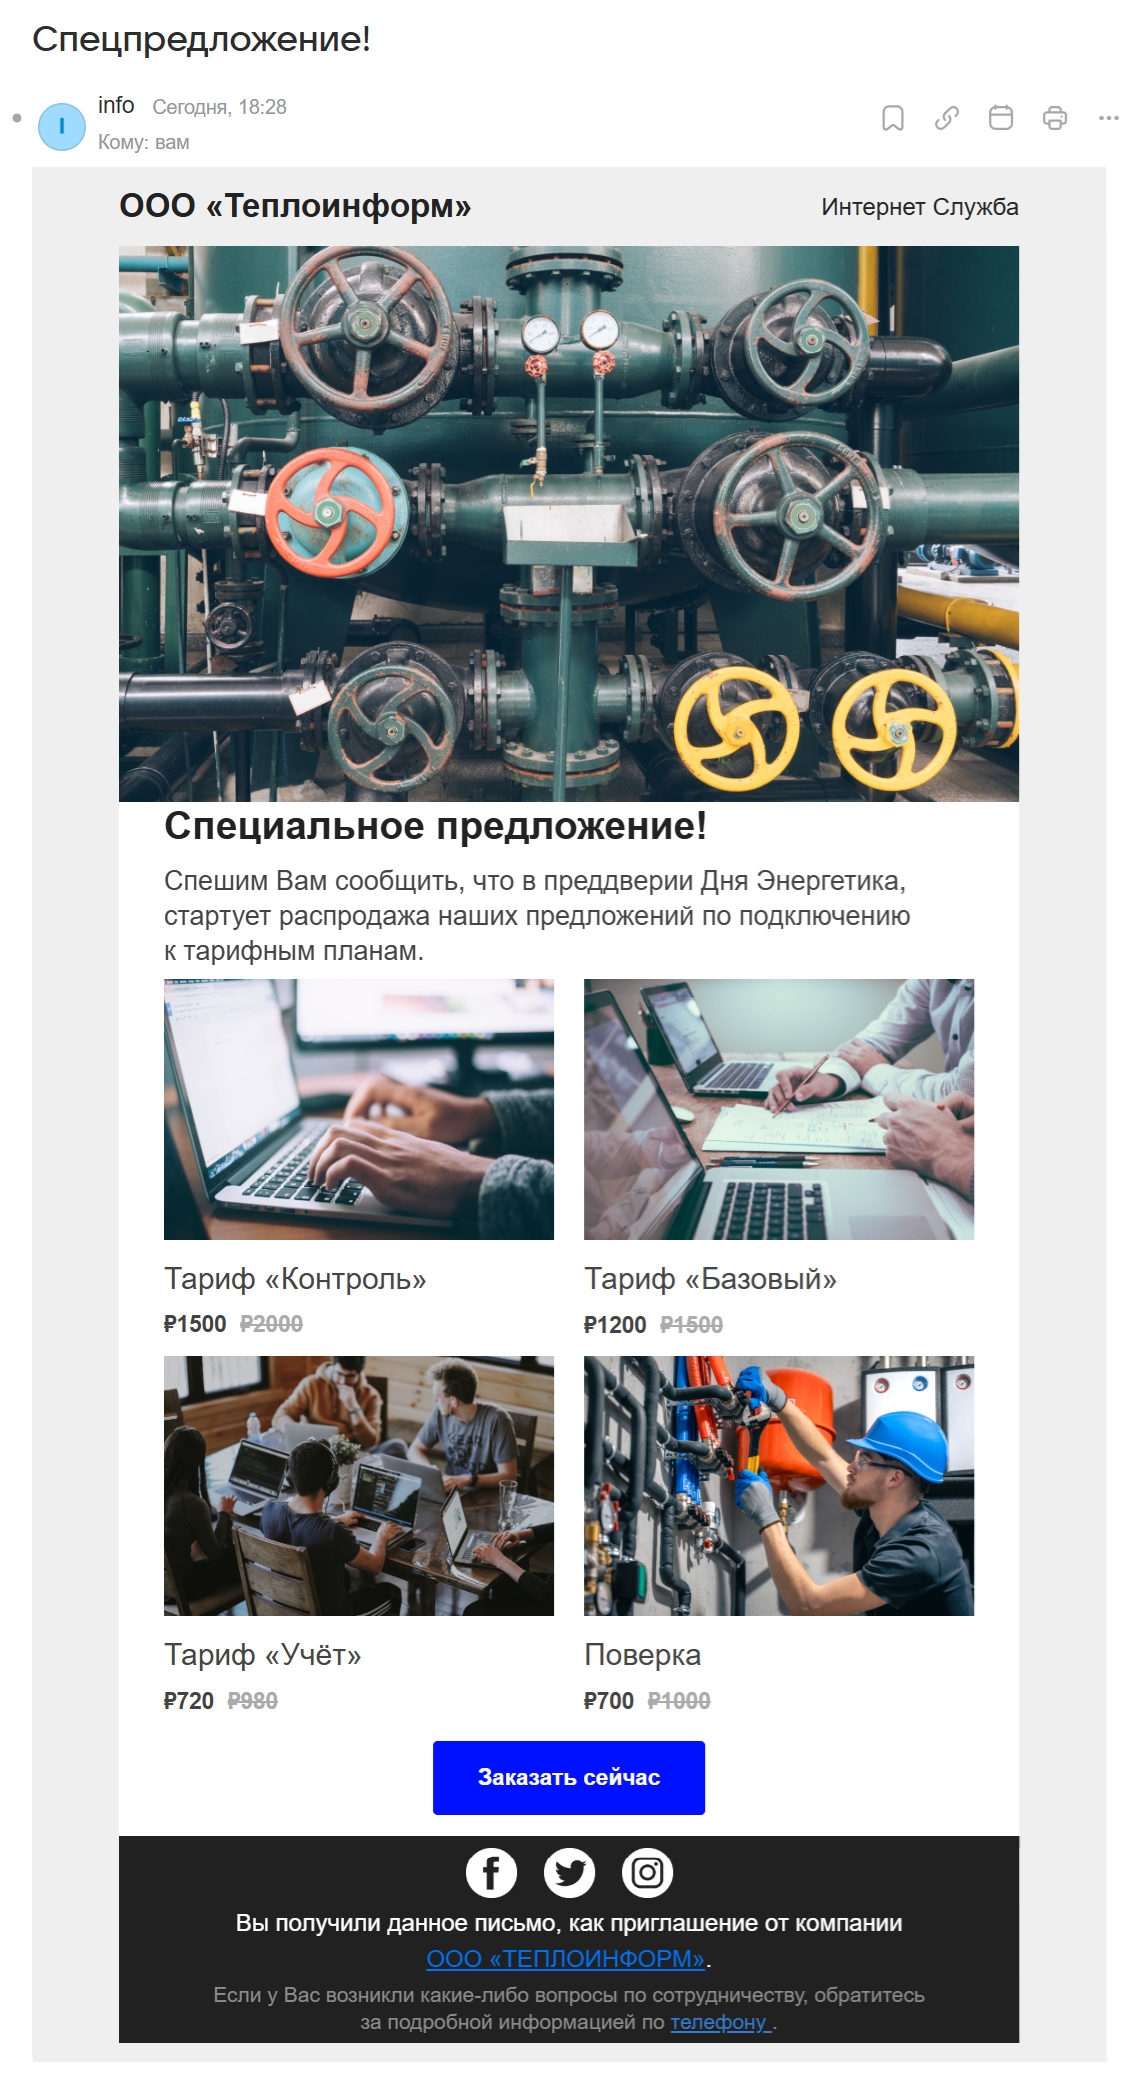 Спецпредложение!
I
info Сегодня, 18:28
Кому: вам
ООО «Теплоинформ»
Интернет Служба
Специальное предложение!
Спешим Вам сообщить, что в преддверии Дня Энергетика,
стартует распродажа наших предложений по подключению
к тарифным планам.
Тариф «Контроль»
₽1500 ₽2000
Тариф «Базовый»
₽1200 ₽1500
Тариф «Учёт»
₽720 ₽980
Поверка
₽700 ₽1000
Заказать сейчас
Вы получили данное письмо, как приглашение от компании
ООО «ТЕПЛОИНФОРМ».
Если у Вас возникли какие-либо вопросы по сотрудничеству, обратитесь
за подробной информацией по телефону .